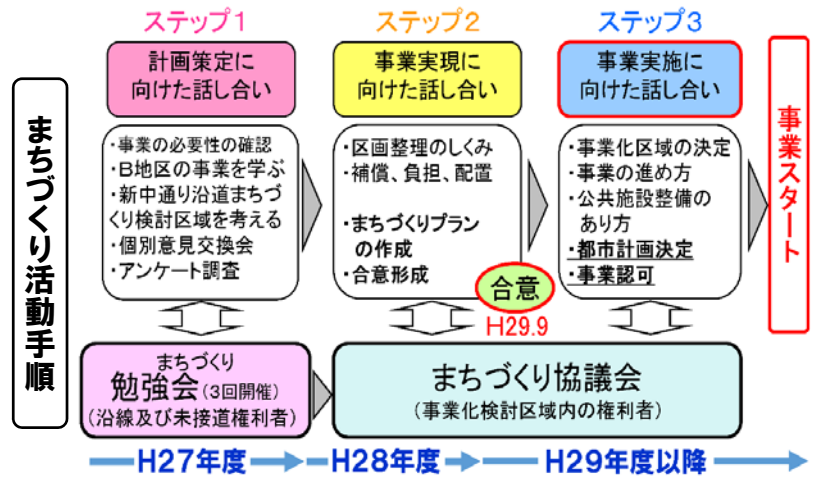 まちづくり活動手順
ステップ1
計画策定に
向けた話し合い
・事業の必要性の確認
・B地区の事業を学ぶ
・新中通り沿道まちづ
くり検討区域を考える
・個別意見交換会
・アンケート調査
ステップ2
事業実現に
向けた話し合い
・区画整理のしくみ
・補償、負担、配置
・まちづくりプラン
の作成
・合意形成
合意
H29.9
ステップ3
事業実施に
向けた話し合い
・事業化区域の決定
・事業の進め方
・公共施設整備の
あり方
・都市計画決定
・事業認可
事業スタート
まちづくり
勉強会(3回開催)
(沿線及び未接道権利者)
まちづくり協議会
(事業化検討区域内の権利者)
H27年度
H28年度
H29年度以降